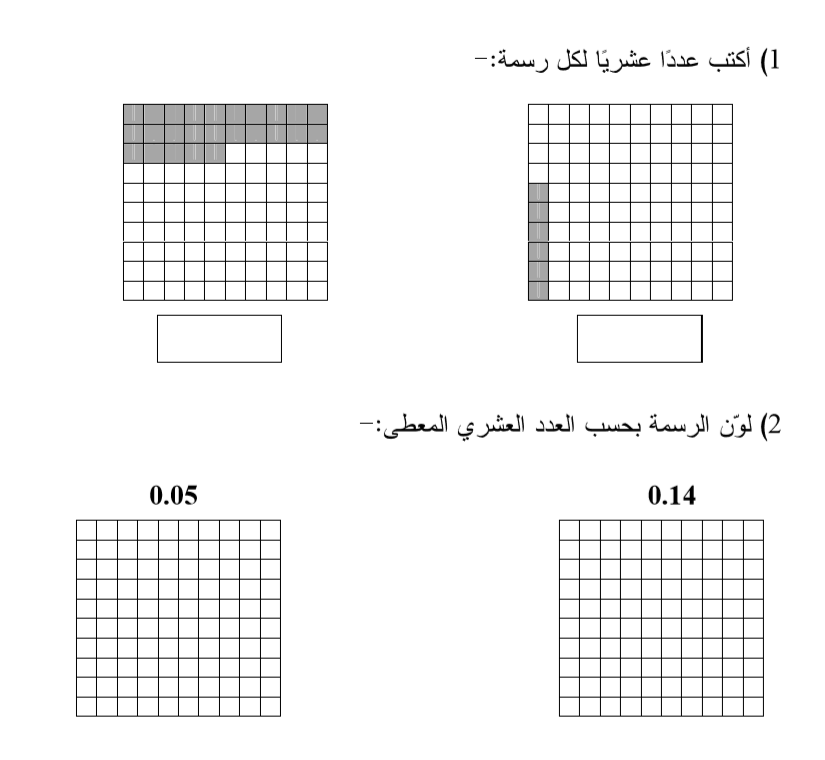 1) أكتب عددًا عشريًا لكل رسمة:-
2) لوّن الرسمة بحسب العدد العشري المعطى:-
0.14
0.05